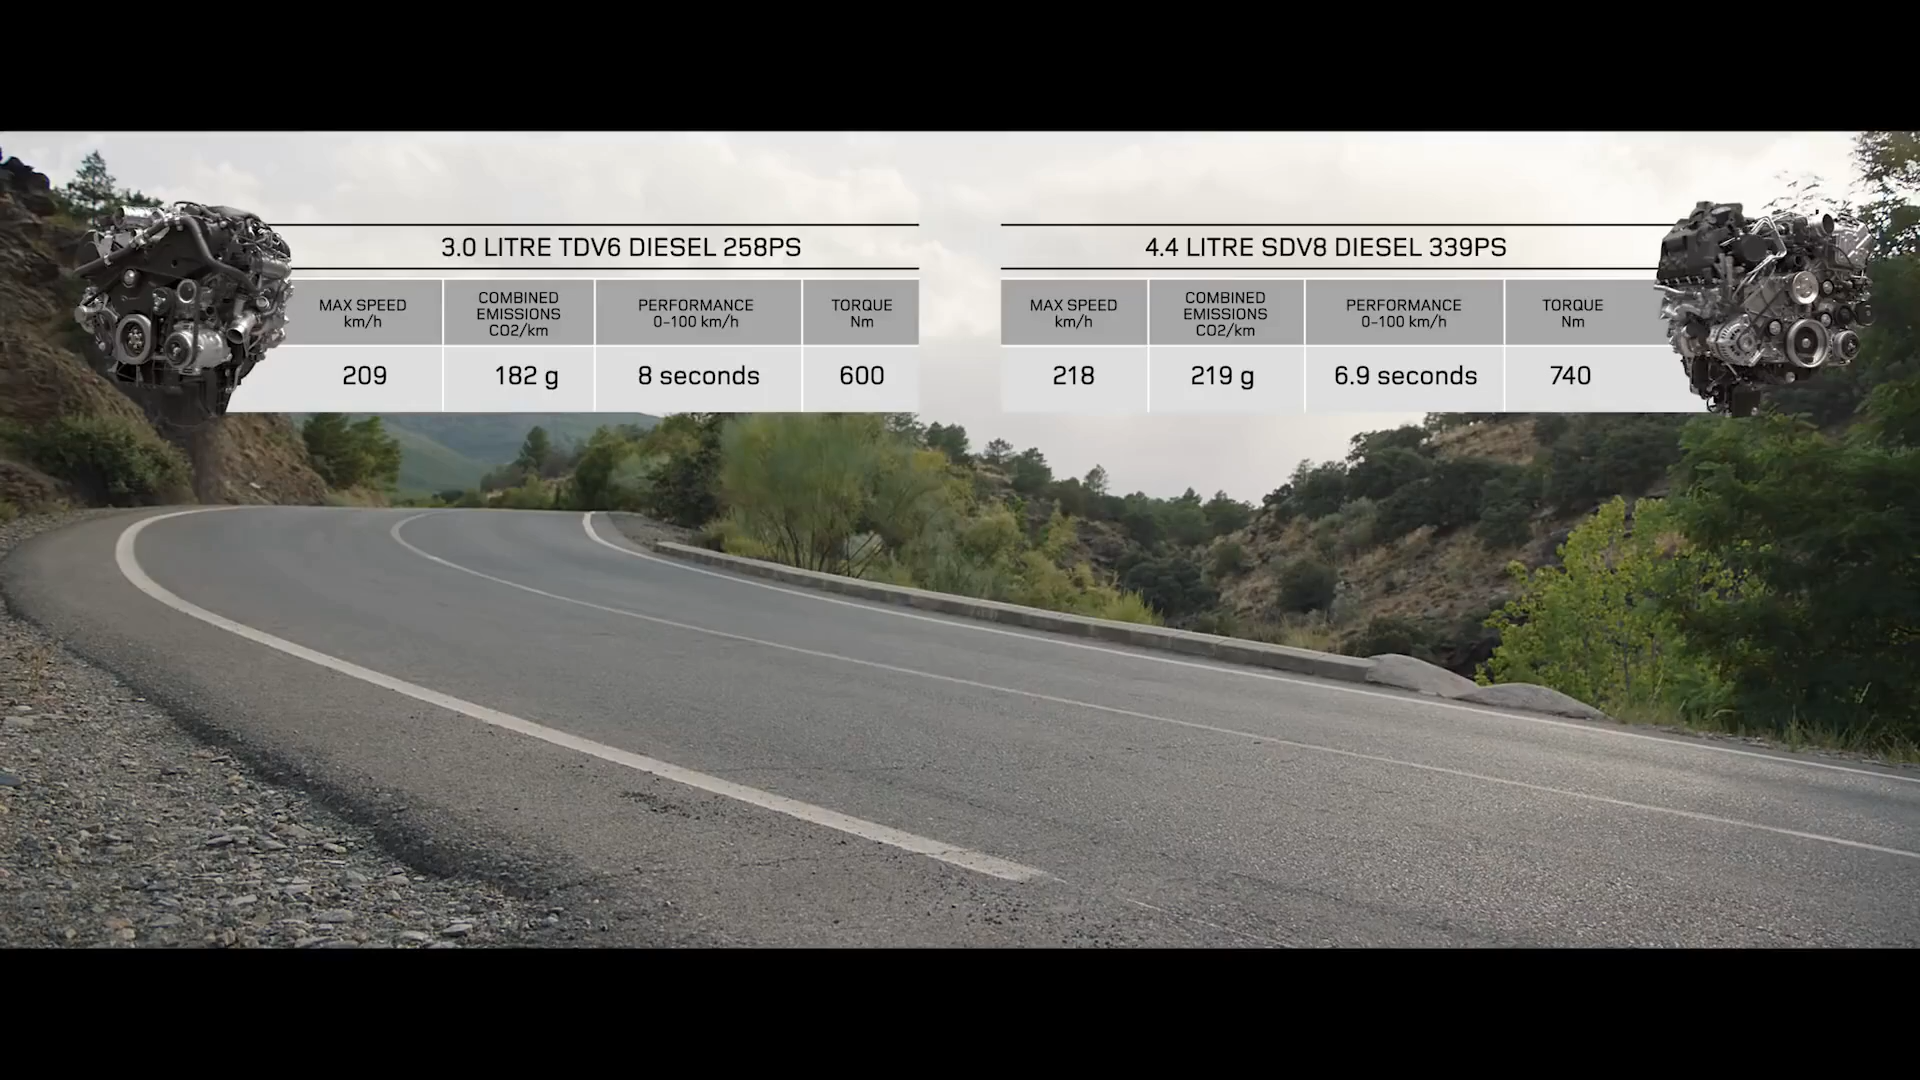 3.0 LITRE TDV6 DIESEL 258PS
MAX SPEED
km/h
COMBINED
EMISSIONS
CO2/km
PERFORMANCE
0-100 km/h
TORQUE
Nm
209
182 g
8 seconds
600
4.4 LITRE SDV8 DIESEL 339PS
MAX SPEED
km/h
COMBINED
EMISSIONS
CO2/km
PERFORMANCE
0-100 km/h
TORQUE
Nm
218
219 g
6.9 seconds
740